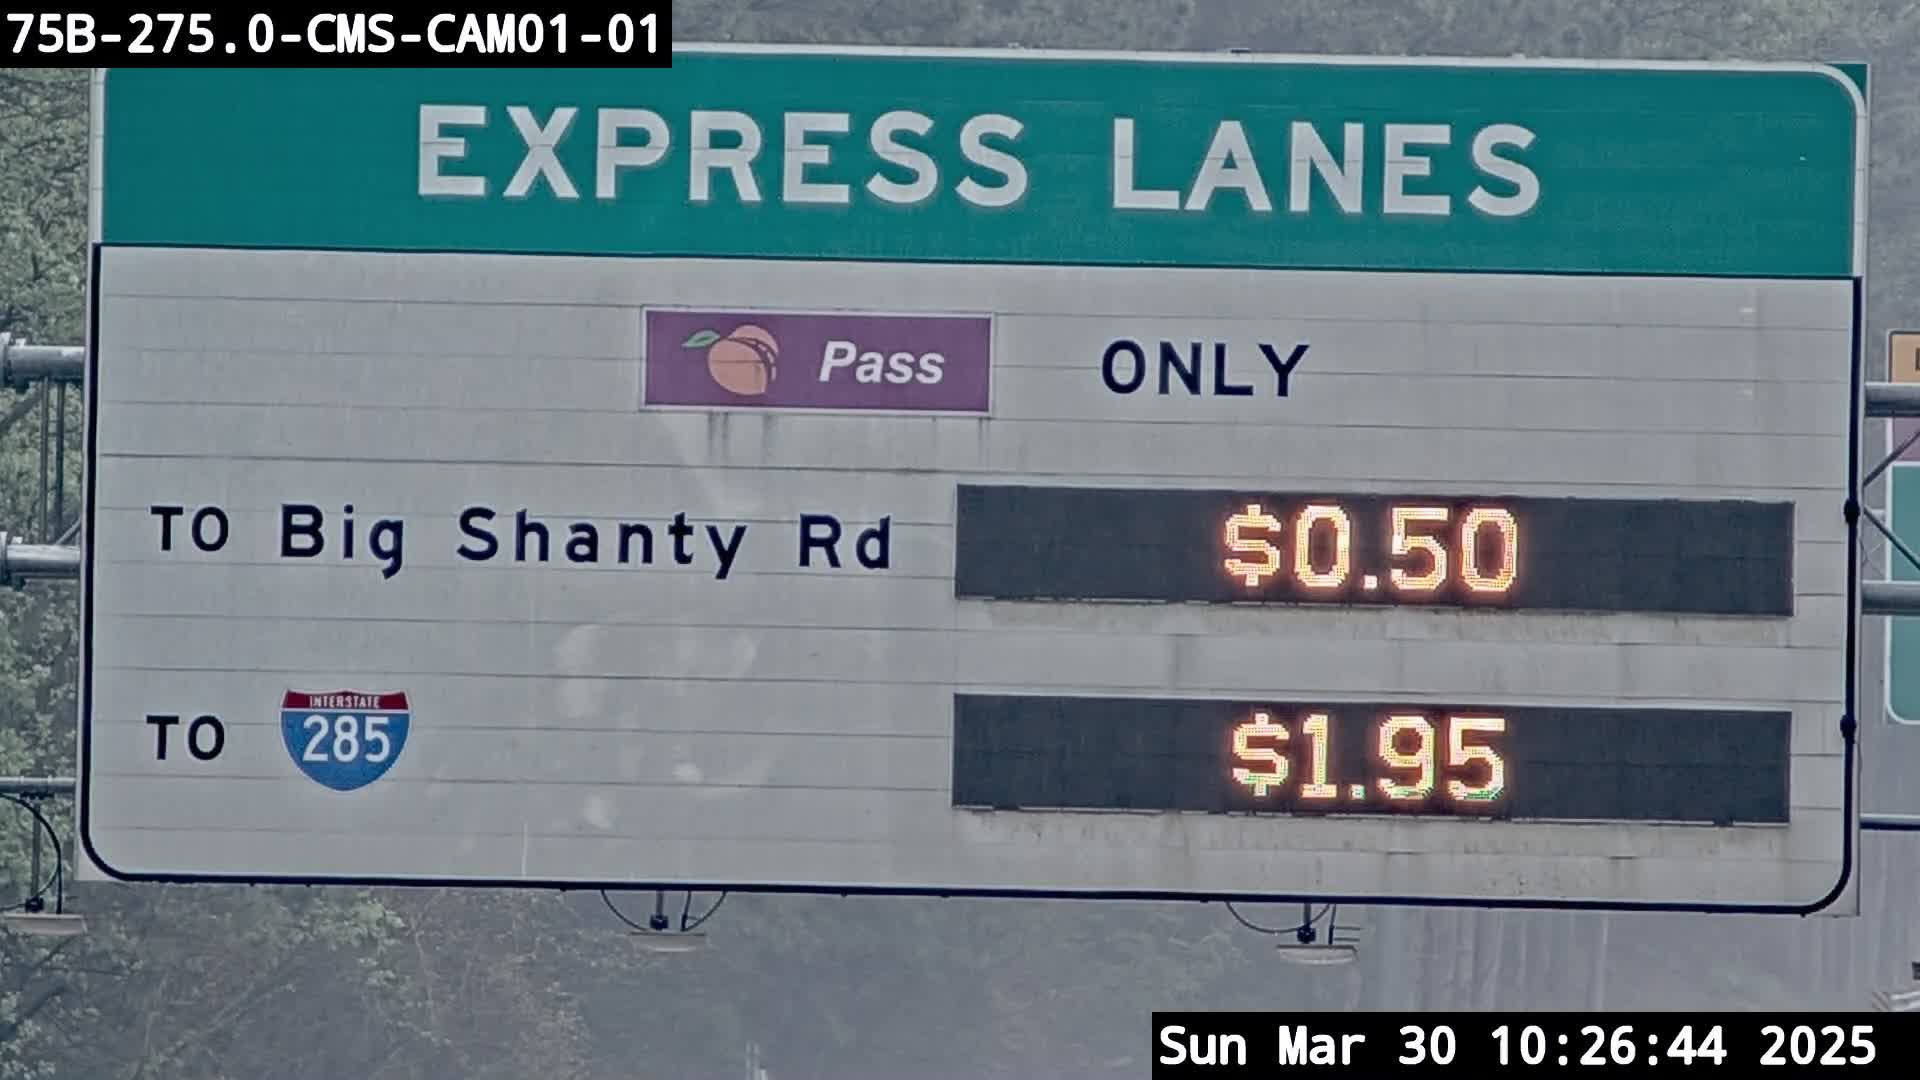 75B-275.0-CMS-CAM01-01
EXPRESS LANES
Pass ONLY
TO Big Shanty Rd $0.50
TO INTERSTATE 285 $1.95
Sun Mar 30 10:26:44 2025